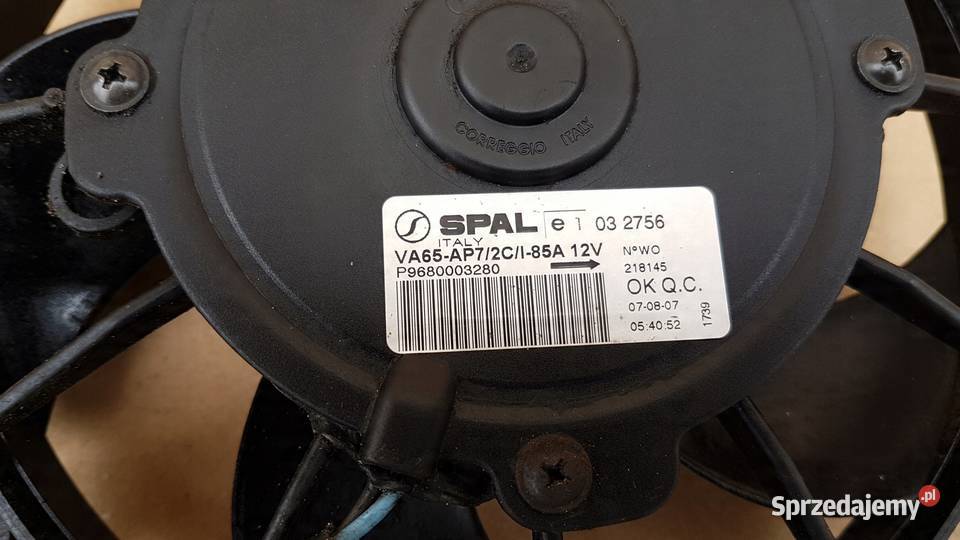 CORREGGIO ITALY
SPAL e 1 03 2756
ITALY
VA65-AP7/2C/I-85A 12V
P9680003280
N°WO
218145
OK Q.C.
07-08-07
05:40:52
1739
Sprzedajemy.pl